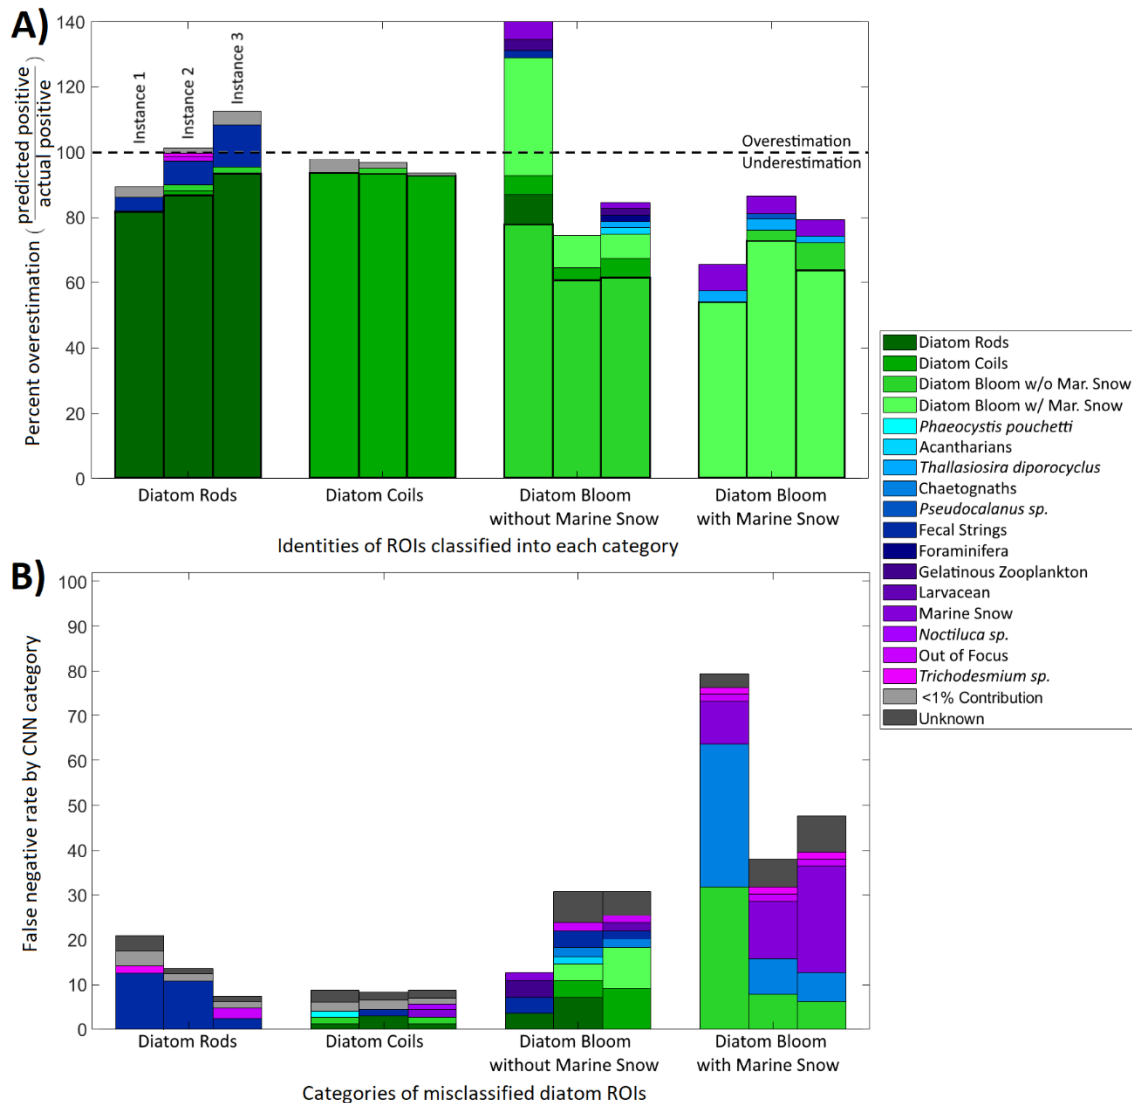 A)
Percent overestimation ( predicted positive / actual positive )
140
120
100
80
60
40
20
0
Instance 1
Instance 2
Instance 3
Overestimation
Underestimation
Diatom Rods
Diatom Coils
Diatom Bloom
without Marine Snow
Diatom Bloom
with Marine Snow
Identities of ROIs classified into each category
Diatom Rods
Diatom Coils
Diatom Bloom w/o Mar. Snow
Diatom Bloom w/ Mar. Snow
Phaeocystis pouchetti
Acantharians
Thallasiosira diporocyclus
Chaetognaths
Pseudocalanus sp.
Fecal Strings
Foraminifera
Gelatinous Zooplankton
Larvacean
Marine Snow
Noctiluca sp.
Out of Focus
Trichodesmium sp.
<1% Contribution
Unknown
B)
False negative rate by CNN category
100
90
80
70
60
50
40
30
20
10
0
Diatom Rods
Diatom Coils
Diatom Bloom
without Marine Snow
Diatom Bloom
with Marine Snow
Categories of misclassified diatom ROIs